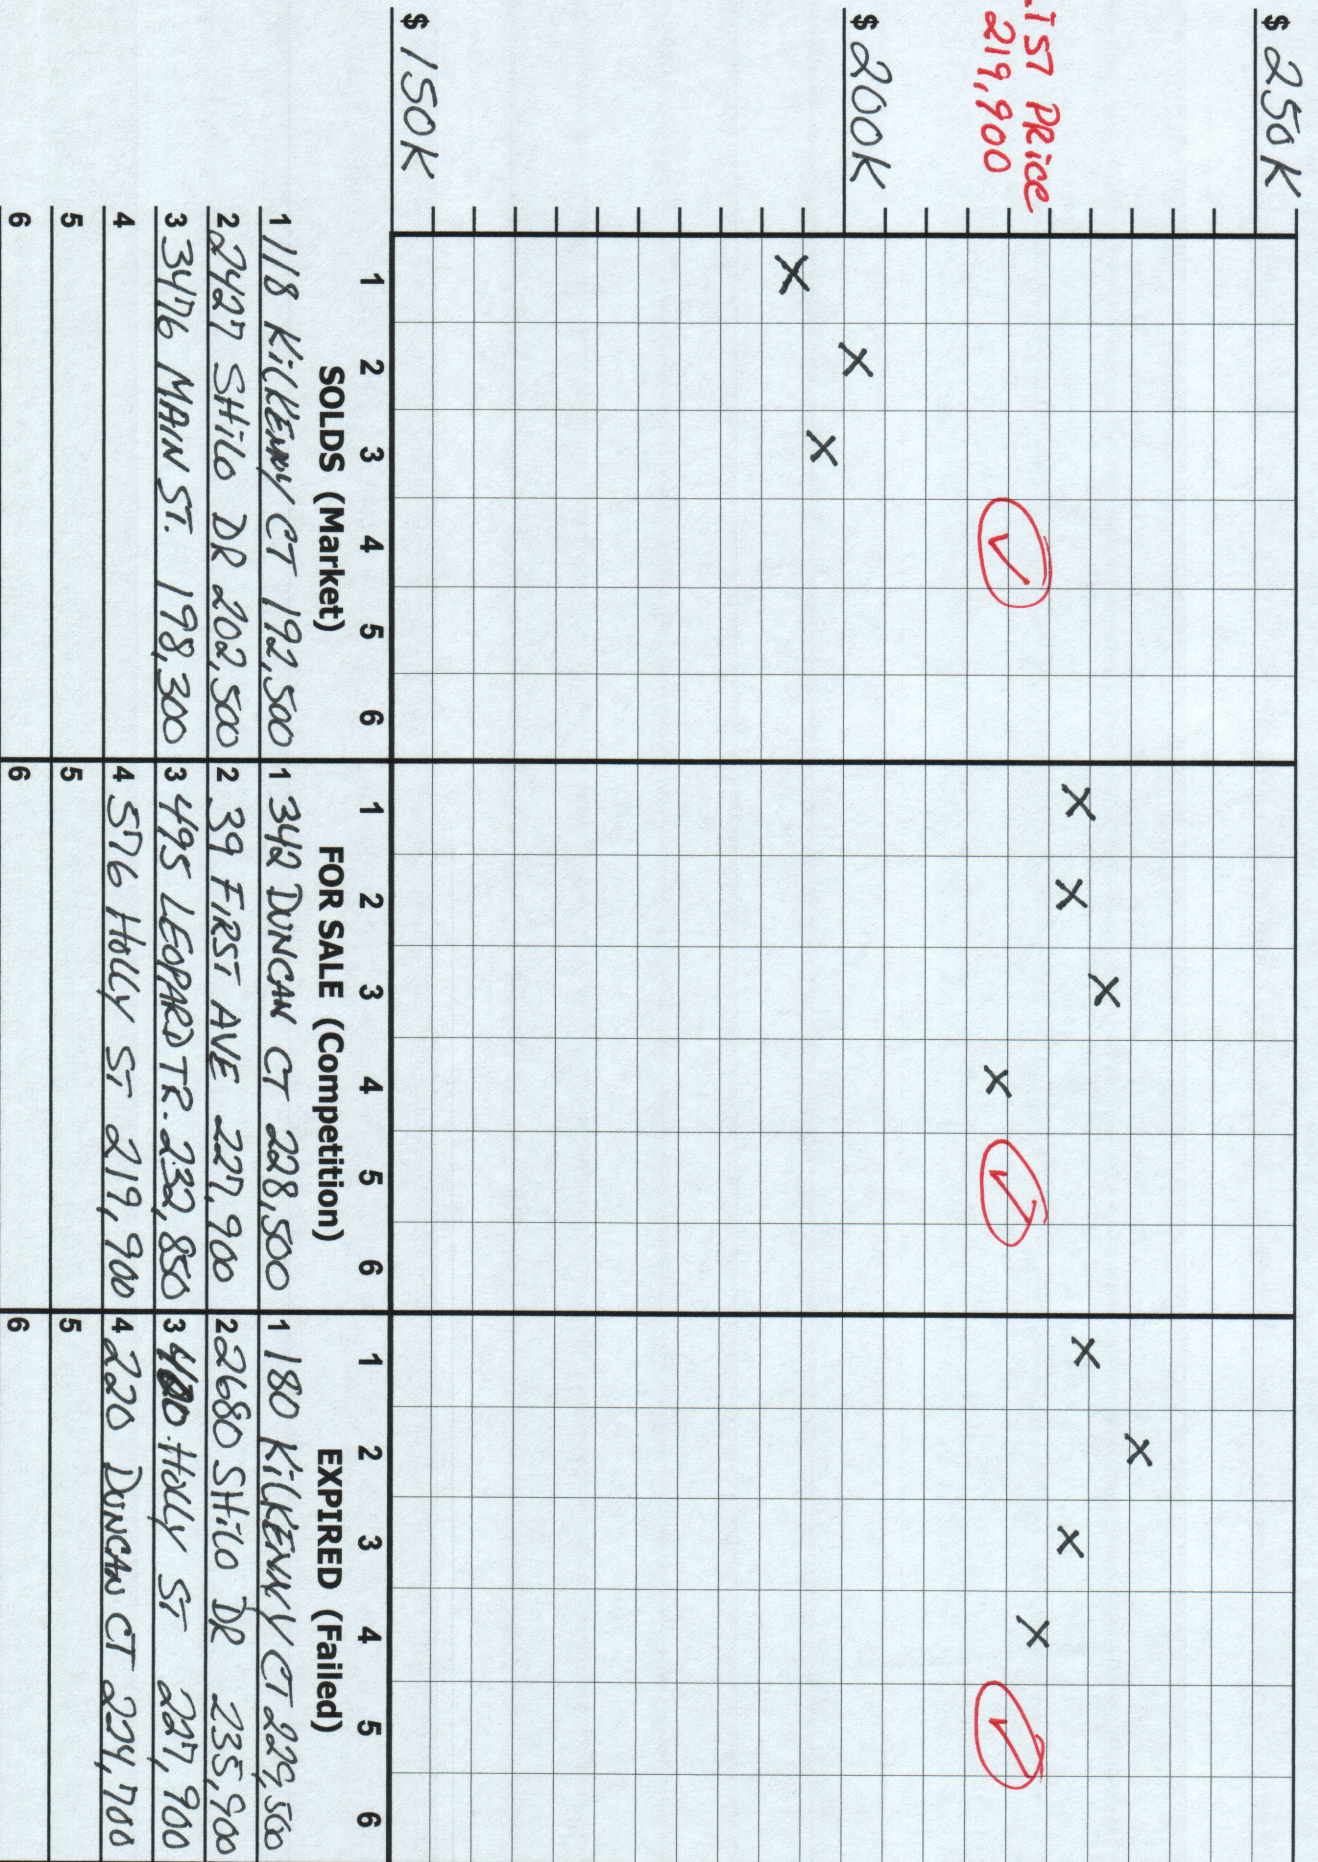 $ 250K
.IST PRICE
219,900
$ 200K
$ 150K
1 2 3 4 5 6
1 2 3 4 5 6
1 2 3 4 5 6
SOLDS (Market)
1 118 KILKENNY CT 192,500
2 2427 SHILO DR 202,500
3 3476 MAIN ST. 198,300
4
5
6
FOR SALE (Competition)
1 342 DUNCAN CT 228,500
2 39 FIRST AVE 227,900
3 495 LEOPARD TR. 232,850
4 576 HOLLY ST 219,900
5
6
EXPIRED (Failed)
1 180 KILKENNY CT 229,500
2 2680 SHILO DR 235,900
3 HOLLY ST 227,900
4 220 DUNCAN CT 224,700
5
6